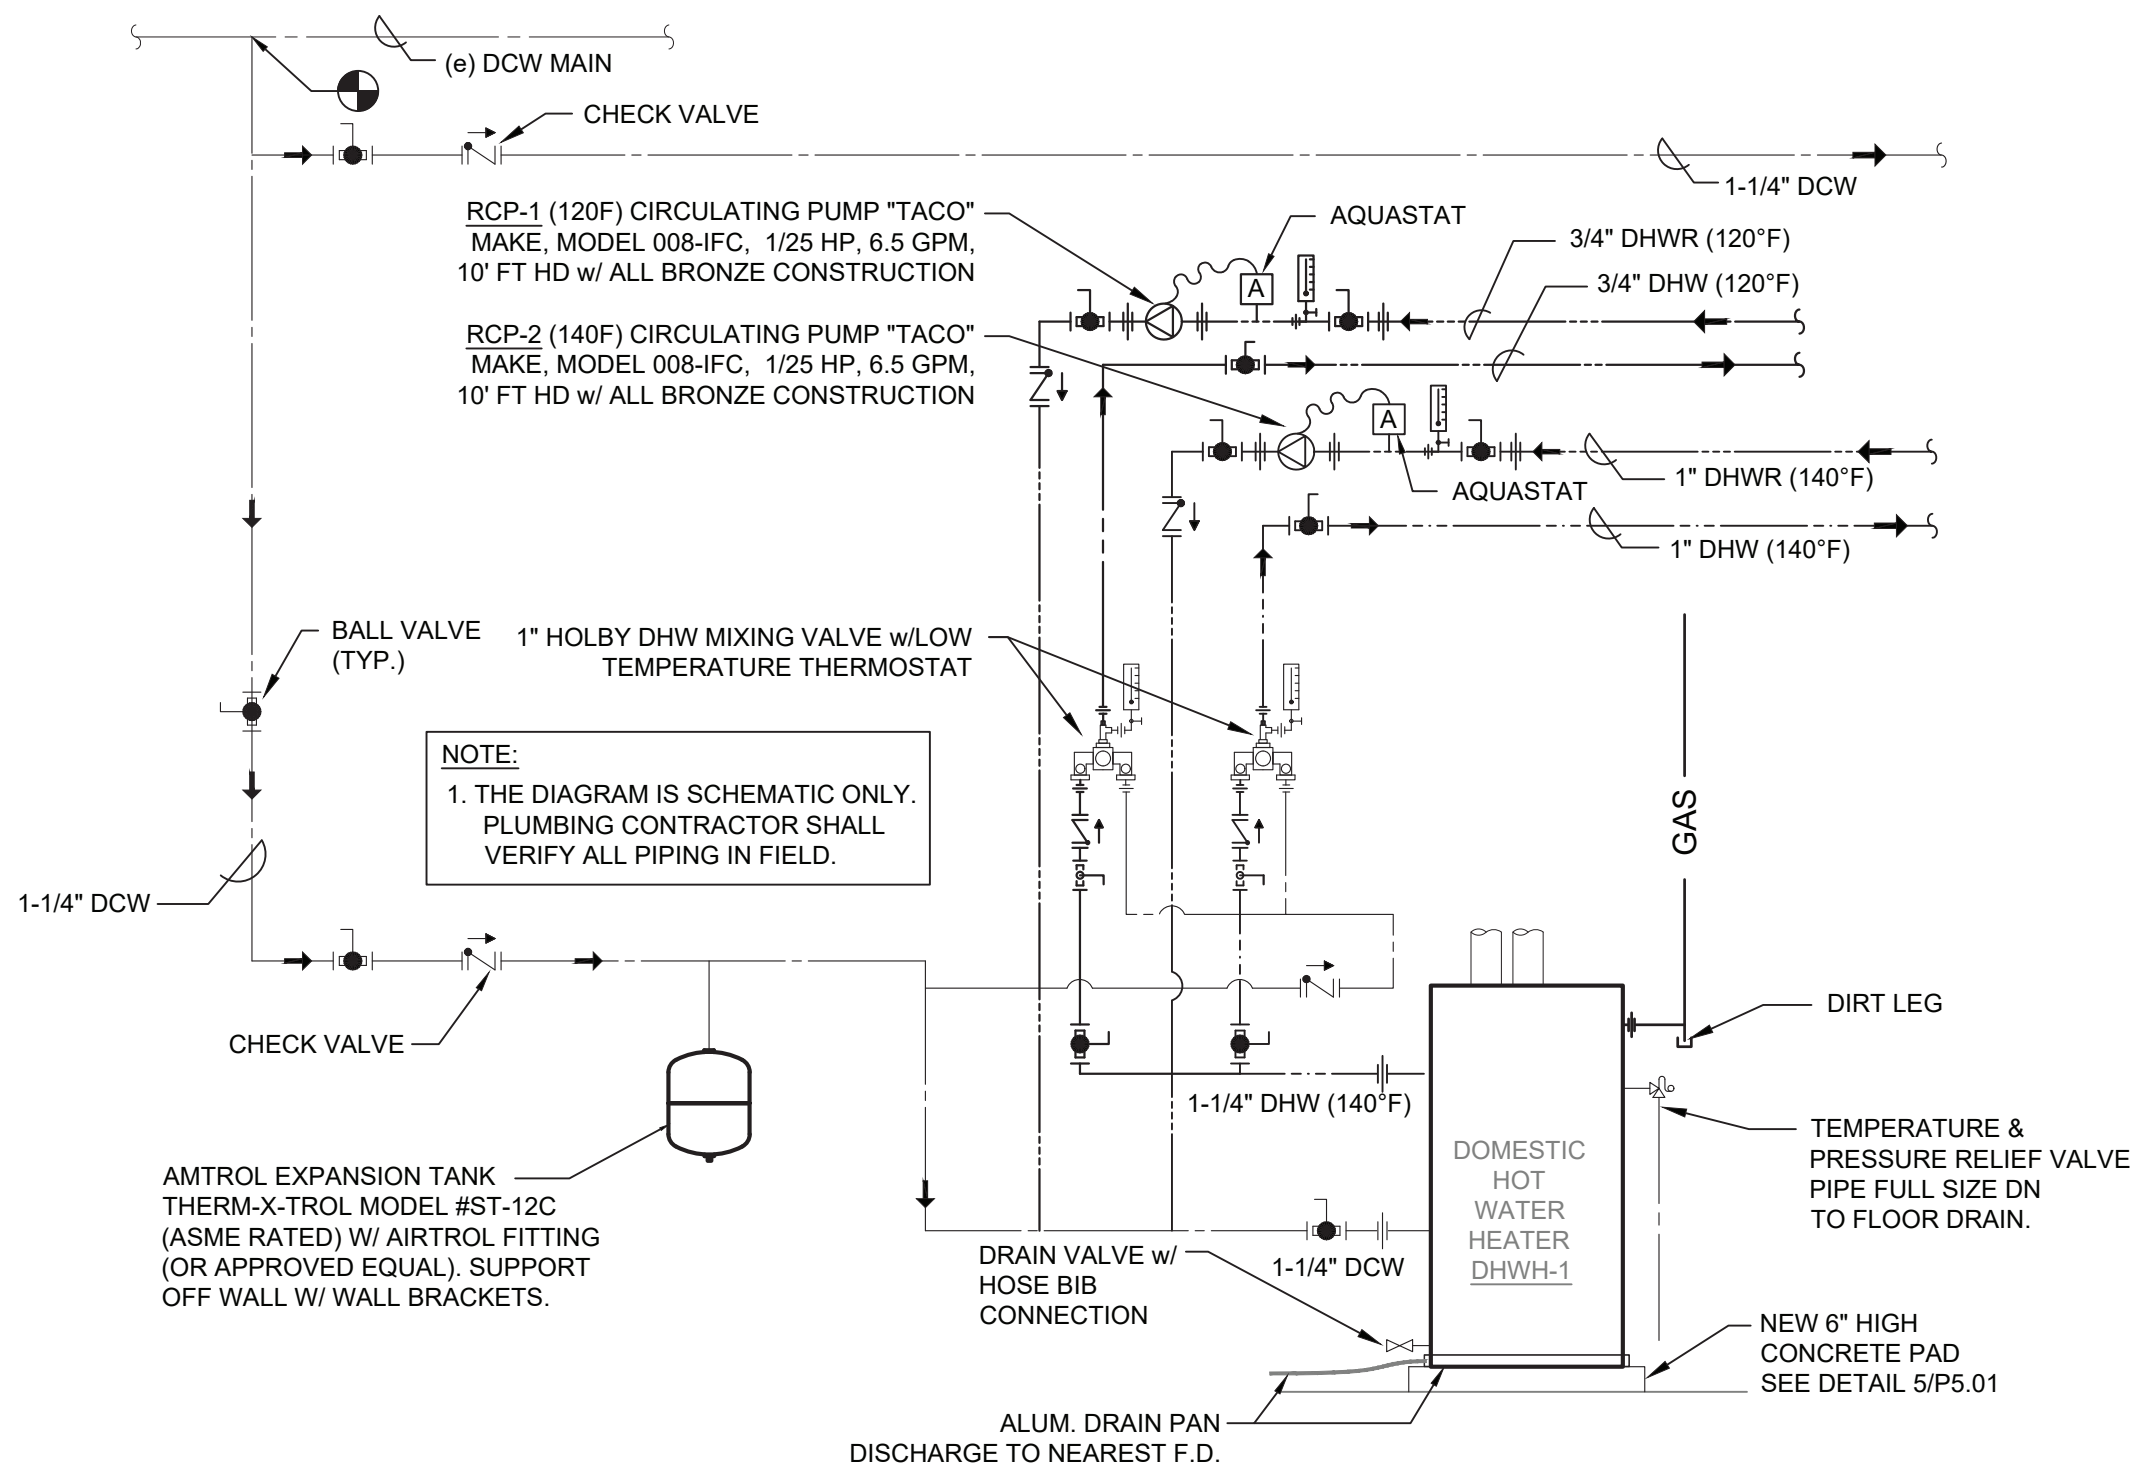 (e) DCW MAIN
CHECK VALVE
1-1/4" DCW
RCP-1 (120F) CIRCULATING PUMP "TACO"
MAKE, MODEL 008-IFC, 1/25 HP, 6.5 GPM,
10' FT HD w/ ALL BRONZE CONSTRUCTION
AQUASTAT
A
3/4" DHWR (120°F)
3/4" DHW (120°F)
RCP-2 (140F) CIRCULATING PUMP "TACO"
MAKE, MODEL 008-IFC, 1/25 HP, 6.5 GPM,
10' FT HD w/ ALL BRONZE CONSTRUCTION
A
AQUASTAT
1" DHWR (140°F)
1" DHW (140°F)
BALL VALVE
(TYP.)
1" HOLBY DHW MIXING VALVE w/LOW
TEMPERATURE THERMOSTAT
NOTE:
1. THE DIAGRAM IS SCHEMATIC ONLY.
PLUMBING CONTRACTOR SHALL
VERIFY ALL PIPING IN FIELD.
GAS
1-1/4" DCW
CHECK VALVE
DIRT LEG
1-1/4" DHW (140°F)
AMTROL EXPANSION TANK
THERM-X-TROL MODEL #ST-12C
(ASME RATED) W/ AIRTROL FITTING
(OR APPROVED EQUAL). SUPPORT
OFF WALL W/ WALL BRACKETS.
DOMESTIC
HOT
WATER
HEATER
DHWH-1
TEMPERATURE &
PRESSURE RELIEF VALVE
PIPE FULL SIZE DN
TO FLOOR DRAIN.
DRAIN VALVE w/
HOSE BIB
CONNECTION
1-1/4" DCW
NEW 6" HIGH
CONCRETE PAD
SEE DETAIL 5/P5.01
ALUM. DRAIN PAN
DISCHARGE TO NEAREST F.D.